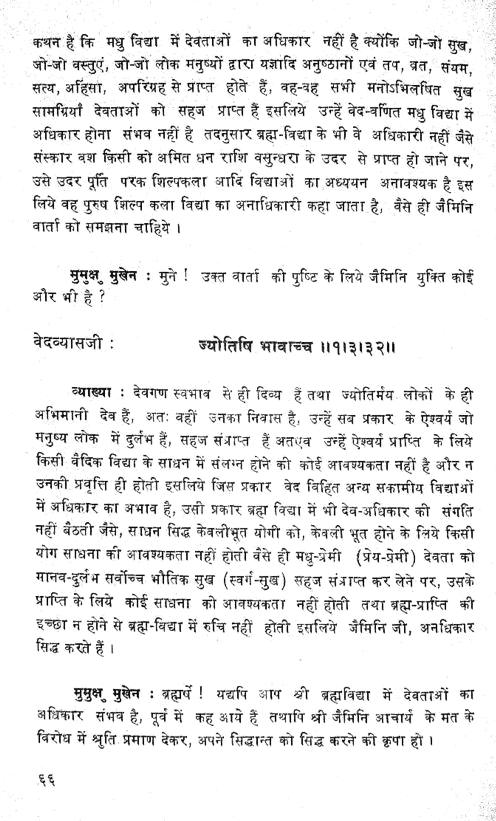 कथन है कि मधु विद्या में देवताओं का अधिकार नहीं है क्योंकि जो-जो सुख,
जो-जो वस्तुएं, जो-जो लोक मनुष्यों द्वारा यज्ञादि अनुष्ठानों एवं तप, व्रत, संयम,
सत्य, अहिंसा, अपरिग्रह से प्राप्त होते हैं, वह-वह सभी मनोऽभिलषित सुख
सामग्रियाँ देवताओं को सहज प्राप्त हैं इसलिये उन्हें वेद-वर्णित मधु विद्या में
अधिकार होना संभव नहीं है तदनुसार ब्रह्म-विद्या के भी वे अधिकारी नहीं जैसे
संस्कार वश किसी को अमित धन राशि वसुन्धरा के उदर से प्राप्त हो जाने पर,
उसे उदर पूर्ति परक शिल्पकला आदि विद्याओं का अध्ययन अनावश्यक है इस
लिये वह पुरुष शिल्प कला विद्या का अनाधिकारी कहा जाता है, वैसे ही जैमिनि
वार्ता को समझना चाहिये ।
मुमुक्षु मुखेन : मुने ! उक्त वार्ता की पुष्टि के लिये जैमिनि युक्ति कोई
और भी है ?
वेदव्यासजी : ज्योतिषि भावाच्च ॥१।३।३२॥
व्याख्या : देवगण स्वभाव से ही दिव्य हैं तथा ज्योतिर्मय लोकों के ही
अभिमानी देव हैं, अतः वहीं उनका निवास है, उन्हें सब प्रकार के ऐश्वर्य जो
मनुष्य लोक में दुर्लभ हैं, सहज संप्राप्त हैं अतएव उन्हें ऐश्वर्य प्राप्ति के लिये
किसी वैदिक विद्या के साधन में संलग्न होने की कोई आवश्यकता नहीं है और न
उनकी प्रवृत्ति ही होती इसलिये जिस प्रकार वेद विहित अन्य सकामीय विद्याओं
में अधिकार का अभाव है, उसी प्रकार ब्रह्म विद्या में भी देव-अधिकार की संगति
नहीं बैठती जैसे, साधन सिद्ध केवलीभूत योगी को, केवली भूत होने के लिये किसी
योग साधना की आवश्यकता नहीं होती वैसे ही मधु-प्रेमी (प्रेय-प्रेमी) देवता को
मानव-दुर्लभ सर्वोच्च भौतिक सुख (स्वर्ग-सुख) सहज संप्राप्त कर लेने पर, उसके
प्राप्ति के लिये कोई साधना को आवश्यकता नहीं होती तथा ब्रह्म-प्राप्ति की
इच्छा न होने से ब्रह्म-विद्या में रुचि नहीं होती इसलिये जैमिनि जी, अनधिकार
सिद्ध करते हैं ।
मुमुक्षु मुखेन : ब्रह्मर्षे ! यद्यपि आप श्री ब्रह्मविद्या में देवताओं का
अधिकार संभव है, पूर्व में कह आये हैं तथापि श्री जैमिनि आचार्य के मत के
विरोध में श्रुति प्रमाण देकर, अपने सिद्धान्त को सिद्ध करने की कृपा हो ।
६६